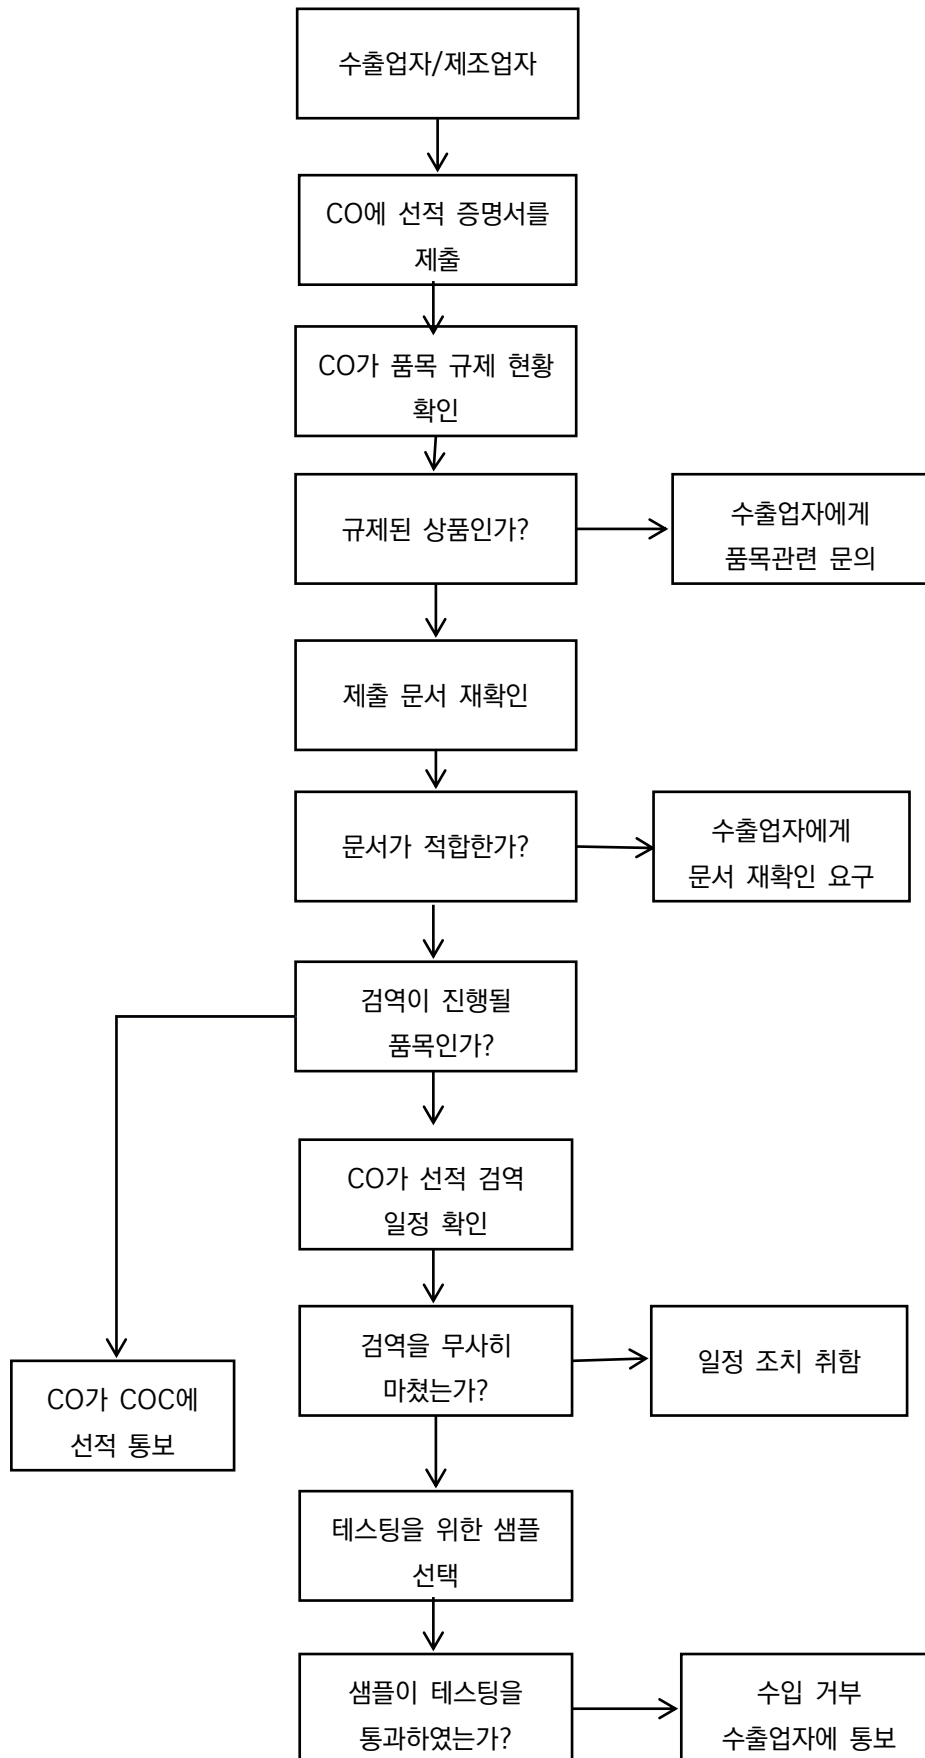 수출업자/제조업자
CO에 선적 증명서를
제출
CO가 품목 규제 현황
확인
규제된 상품인가?
수출업자에게
품목관련 문의
제출 문서 재확인
문서가 적합한가?
수출업자에게
문서 재확인 요구
검역이 진행될
품목인가?
CO가 선적 검역
일정 확인
검역을 무사히
마쳤는가?
일정 조치 취함
CO가 COC에
선적 통보
테스팅을 위한 샘플
선택
샘플이 테스팅을
통과하였는가?
수입 거부
수출업자에 통보